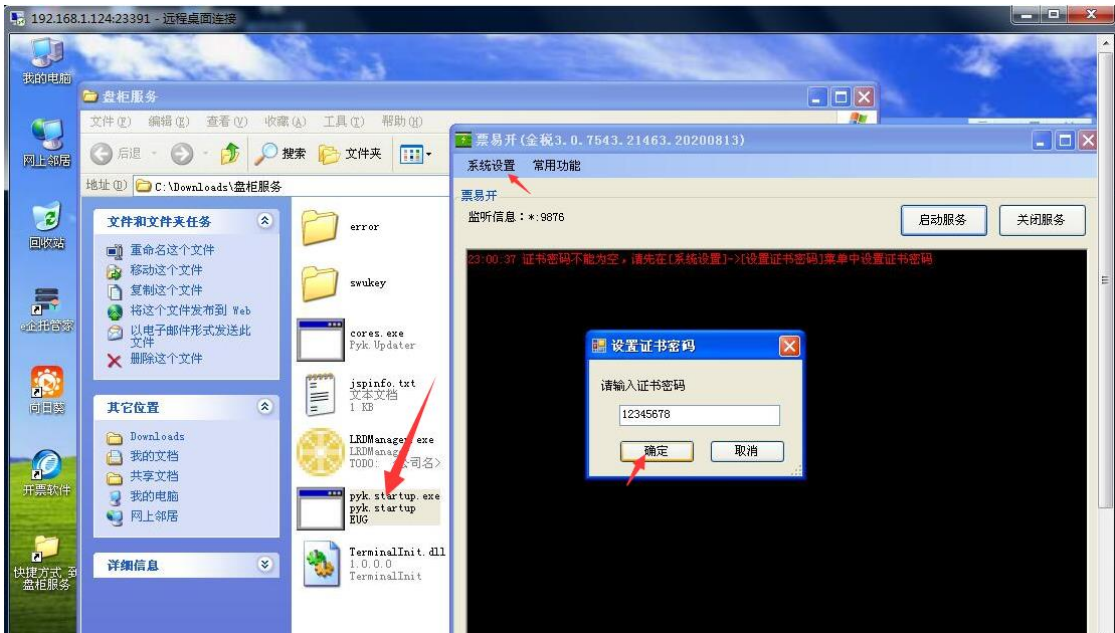 192.168.1.124:23391 - 远程桌面连接
我的电脑
网上邻居
回收站
e企托管家
向日葵
开票软件
快捷方式 到
盘柜服务
盘柜服务
文件(F) 编辑(E) 查看(V) 收藏(A) 工具(T) 帮助(H)
后退 搜索 文件夹
地址(D) C:\Downloads\盘柜服务
文件和文件夹任务
重命名这个文件
移动这个文件
复制这个文件
将这个文件发布到 Web
以电子邮件形式发送此
文件
删除这个文件
其它位置
Downloads
我的文档
共享文档
我的电脑
网上邻居
详细信息
error
swukey
cores.exe
Pyk.Updater
jspinfo.txt
文本文档
1 KB
LRDManager.exe
LRDManage
TODO: 公司名>
pyk.startup.exe
pyk.startup
EUG
TerminalInit.dll
1.0.0.0
TerminalInit
票易开(金税3.0.7543.21463.20200813)
系统设置 常用功能
票易开
监听信息：*:9876
启动服务 关闭服务
23:00:37 证书密码不能为空，请先在[系统设置]->[设置证书密码]菜单中设置证书密码
设置证书密码
请输入证书密码
12345678
确定 取消